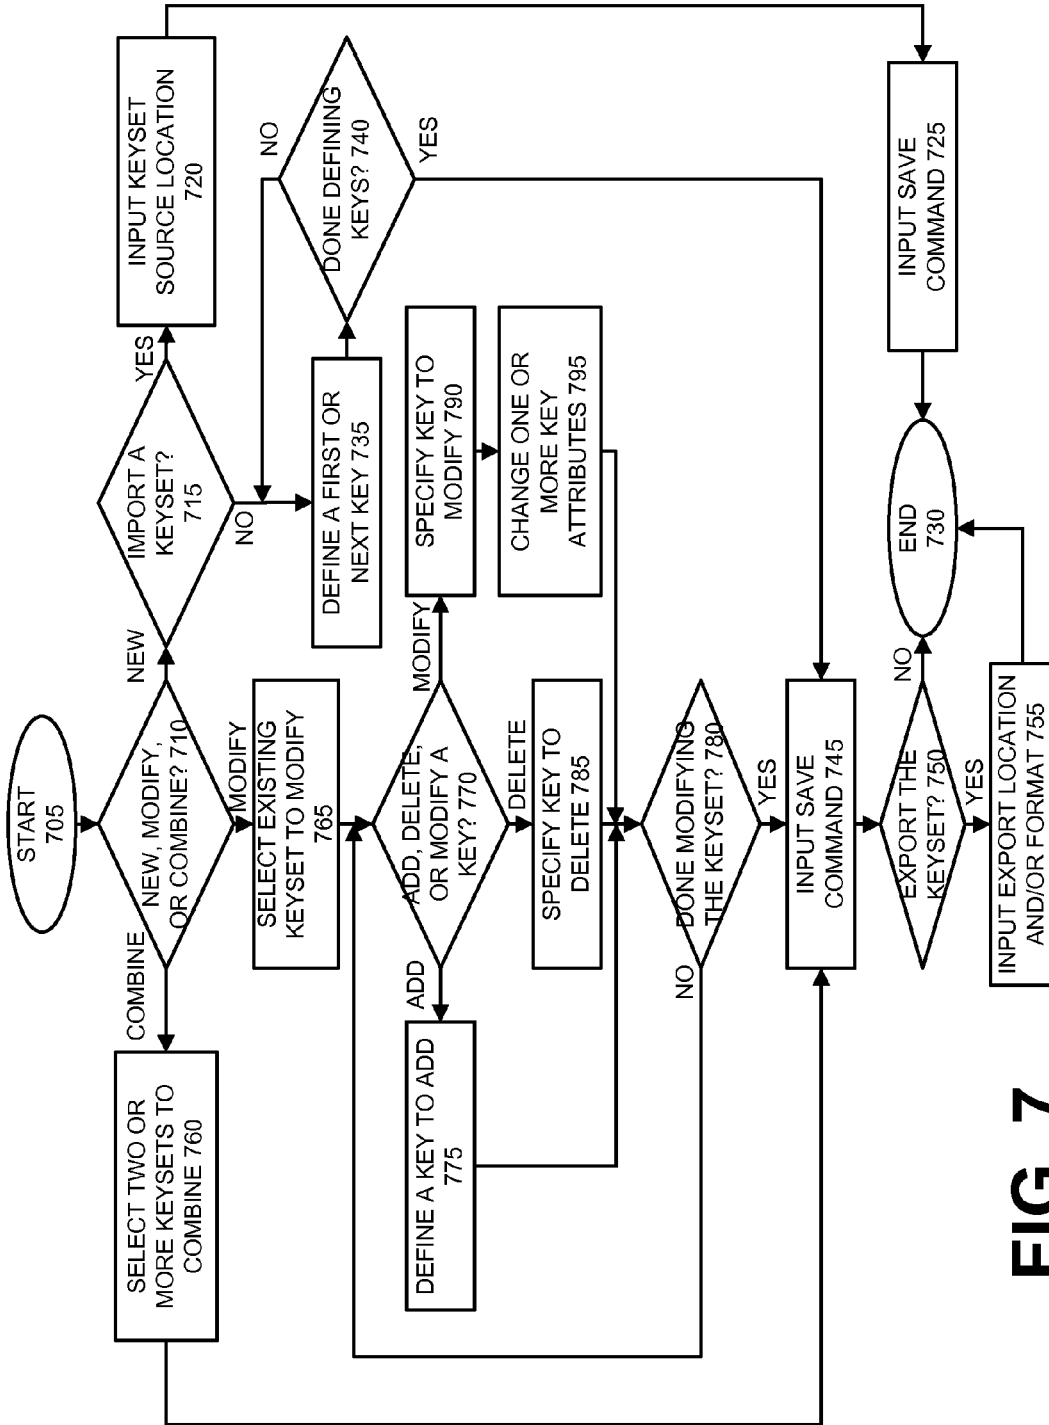 START
705
NEW, MODIFY,
OR COMBINE? 710
COMBINE
NEW
MODIFY
SELECT TWO OR
MORE KEYSETS TO
COMBINE 760
IMPORT A
KEYSET?
715
YES
NO
INPUT KEYSET
SOURCE LOCATION
720
SELECT EXISTING
KEYSET TO MODIFY
765
DEFINE A FIRST OR
NEXT KEY 735
DONE DEFINING
KEYS? 740
NO
YES
ADD, DELETE,
OR MODIFY A
KEY? 770
ADD
DELETE
MODIFY
DEFINE A KEY TO ADD
775
SPECIFY KEY TO
MODIFY 790
CHANGE ONE OR
MORE KEY
ATTRIBUTES 795
SPECIFY KEY TO
DELETE 785
DONE MODIFYING
THE KEYSET? 780
NO
YES
INPUT SAVE
COMMAND 745
INPUT SAVE
COMMAND 725
EXPORT THE
KEYSET? 750
NO
YES
END
730
INPUT EXPORT LOCATION
AND/OR FORMAT 755
FIG 7